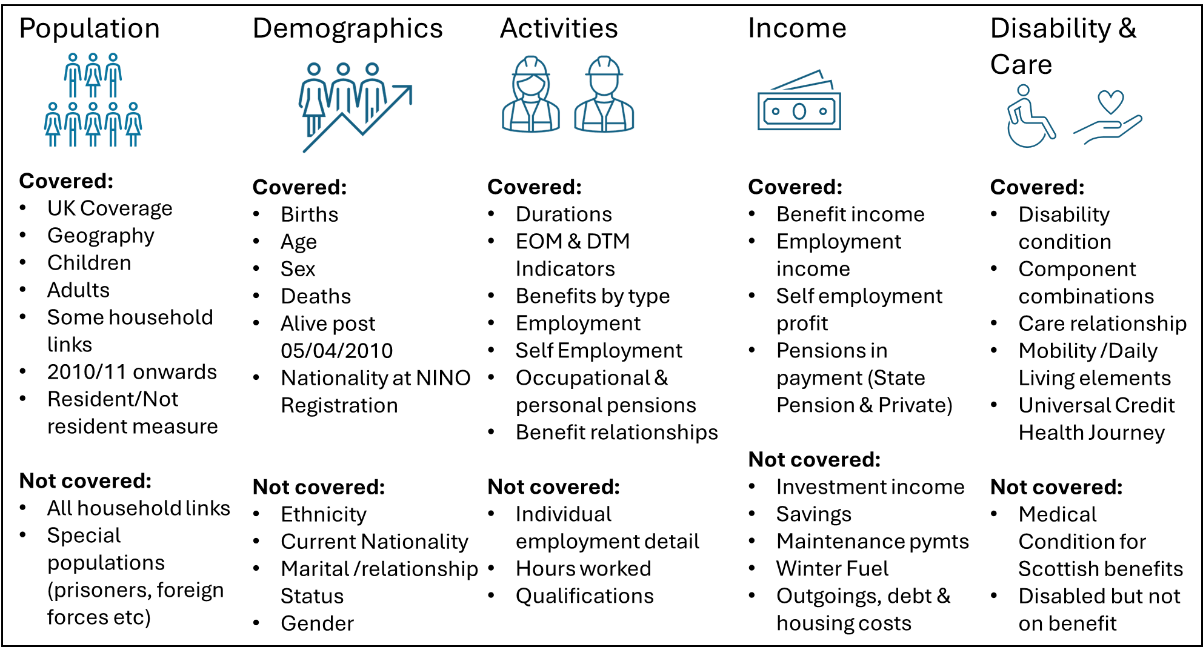 Population
Covered:
• UK Coverage
• Geography
• Children
• Adults
• Some household
links
• 2010/11 onwards
• Resident/Not
resident measure
Not covered:
• All household links
• Special
populations
(prisoners, foreign
forces etc)
Demographics
Covered:
• Births
• Age
• Sex
• Deaths
• Alive post
05/04/2010
• Nationality at NINO
Registration
Not covered:
• Ethnicity
• Current Nationality
• Marital /relationship
Status
• Gender
Activities
Covered:
• Durations
• EOM & DTM
Indicators
• Benefits by type
• Employment
• Self Employment
• Occupational &
personal pensions
• Benefit relationships
Not covered:
• Individual
employment detail
• Hours worked
• Qualifications
Income
Covered:
• Benefit income
• Employment
income
• Self employment
profit
• Pensions in
payment (State
Pension & Private)
Not covered:
• Investment income
• Savings
• Maintenance pymts
• Winter Fuel
• Outgoings, debt &
housing costs
Disability &
Care
Covered:
• Disability
condition
• Component
combinations
• Care relationship
• Mobility /Daily
Living elements
• Universal Credit
Health Journey
Not covered:
• Medical
Condition for
Scottish benefits
• Disabled but not
on benefit